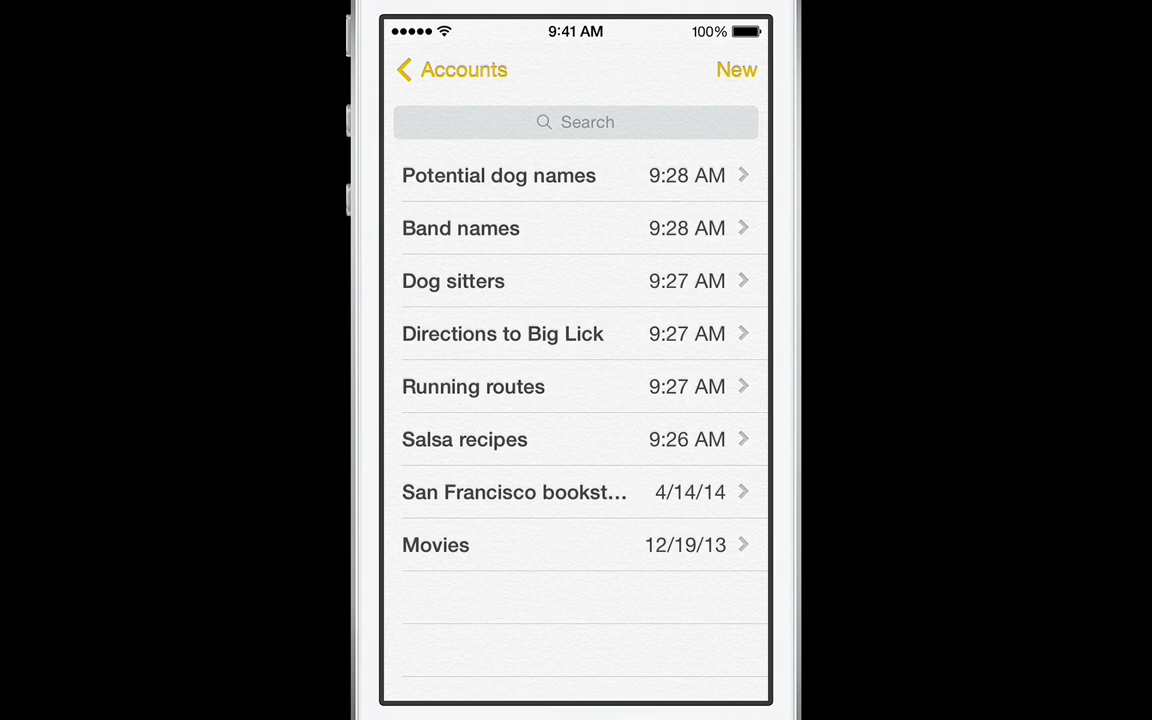 9:41 AM 100%
Accounts New
Search
Potential dog names 9:28 AM
Band names 9:28 AM
Dog sitters 9:27 AM
Directions to Big Lick 9:27 AM
Running routes 9:27 AM
Salsa recipes 9:26 AM
San Francisco bookst... 4/14/14
Movies 12/19/13